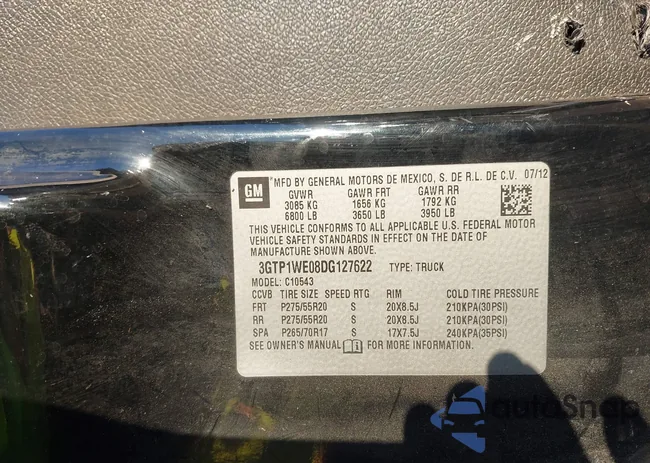 GM
*MFD BY GENERAL MOTORS DE MEXICO, S. DE R.L. DE C.V. 07/12
GVWR GAWR FRT GAWR RR
3085 KG 1656 KG 1792 KG
6800 LB 3650 LB 3950 LB
THIS VEHICLE CONFORMS TO ALL APPLICABLE U.S. FEDERAL MOTOR
VEHICLE SAFETY STANDARDS IN EFFECT ON THE DATE OF
MANUFACTURE SHOWN ABOVE.
3GTP1WE08DG127622 TYPE: TRUCK
MODEL: C10543
CCVB TIRE SIZE SPEED RTG RIM COLD TIRE PRESSURE
FRT P275/55R20 S 20X8.5J 210KPA(30PSI)
RR P275/55R20 S 20X8.5J 210KPA(30PSI)
SPA P265/70R17 S 17X7.5J 240KPA(35PSI)
SEE OWNER'S MANUAL FOR MORE INFORMATION.
autoSnap